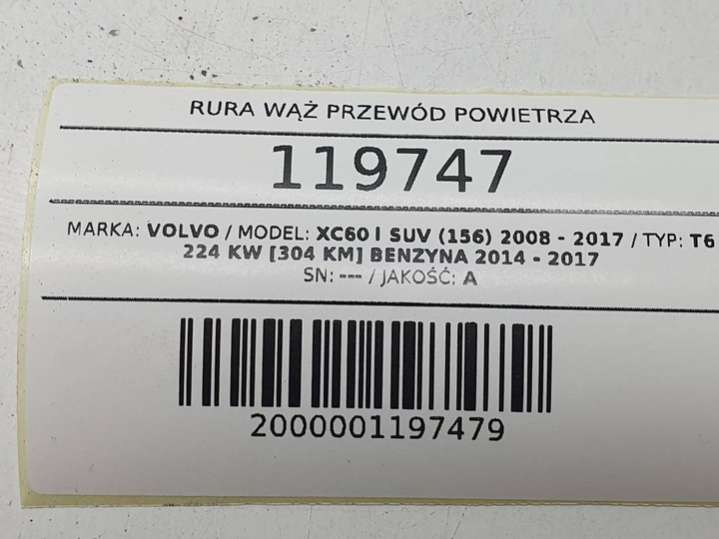 RURA WĄŻ PRZEWÓD POWIETRZA
119747
MARKA: VOLVO / MODEL: XC60 I SUV (156) 2008 - 2017 / TYP: T6
224 KW [304 KM] BENZYNA 2014 - 2017
SN: --- / JAKOŚĆ: A
2000001197479